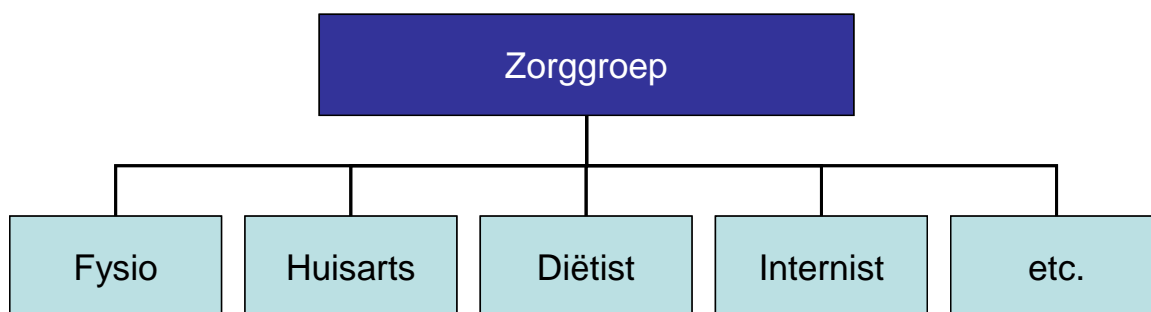 Zorggroep
Fysio
Huisarts
Diëtist
Internist
etc.